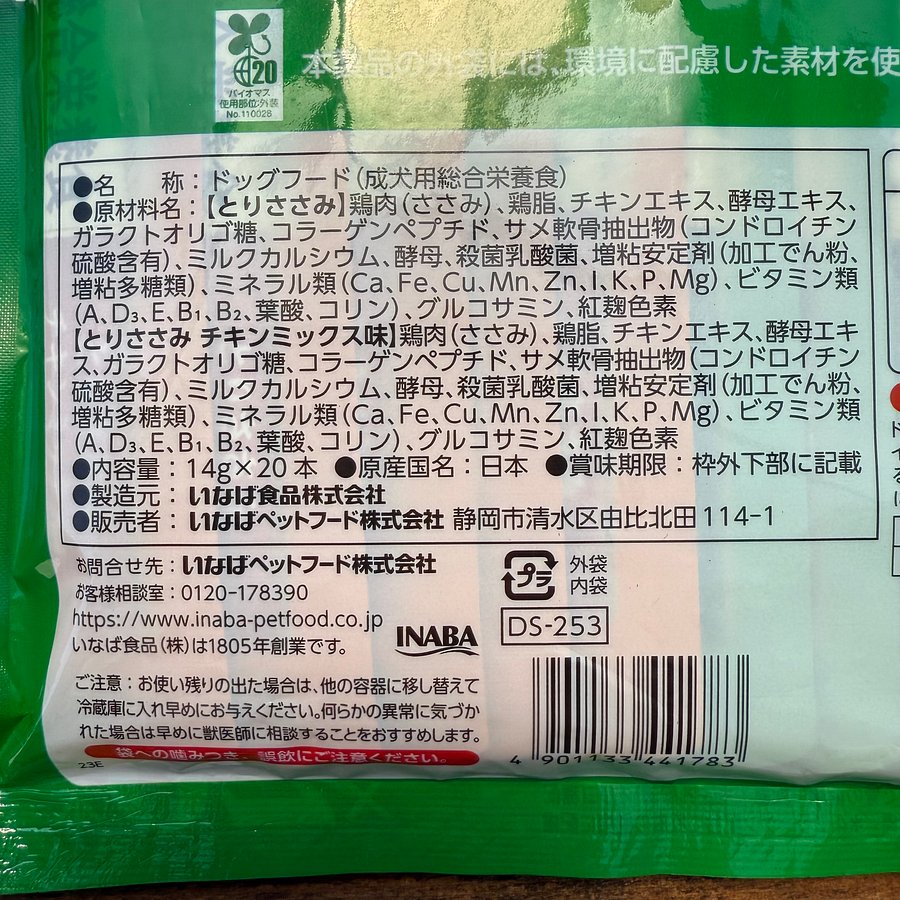 20
バイオマス
使用部位:外装
No.110028
本製品の外袋には、環境に配慮した素材を使
●名　　称：ドッグフード(成犬用総合栄養食)
●原材料名：【とりささみ】鶏肉(ささみ)、鶏脂、チキンエキス、酵母エキス、
ガラクトオリゴ糖、コラーゲンペプチド、サメ軟骨抽出物(コンドロイチン
硫酸含有)、ミルクカルシウム、酵母、殺菌乳酸菌、増粘安定剤(加工でん粉、
増粘多糖類)、ミネラル類(Ca,Fe,Cu,Mn,Zn,I,K,P,Mg)、ビタミン類
(A,D₃,E,B₁,B₂,葉酸、コリン)、グルコサミン、紅麹色素
【とりささみ チキンミックス味】鶏肉(ささみ)、鶏脂、チキンエキス、酵母エキ
ス、ガラクトオリゴ糖、コラーゲンペプチド、サメ軟骨抽出物(コンドロイチン
硫酸含有)、ミルクカルシウム、酵母、殺菌乳酸菌、増粘安定剤(加工でん粉、
増粘多糖類)、ミネラル類(Ca,Fe,Cu,Mn,Zn,I,K,P,Mg)、ビタミン類
(A,D₃,E,B₁,B₂,葉酸、コリン)、グルコサミン、紅麹色素
●内容量：14g×20本 ●原産国名：日本 ●賞味期限：枠外下部に記載
●製造元：いなば食品株式会社
●販売者：いなばペットフード株式会社 静岡市清水区由比北田114-1
お問合せ先：いなばペットフード株式会社
お客様相談室：0120-178390
https://www.inaba-petfood.co.jp
いなば食品(株)は1805年創業です。
INABA
プラ
外袋
内袋
DS-253
ご注意：お使い残りの出た場合は、他の容器に移し替えて
冷蔵庫に入れ早めにお与えください。何らかの異常に気づか
れた場合は早めに獣医師に相談することをおすすめします。
袋への噛みつき、誤飲にご注意ください。
23E
4 901133 441783